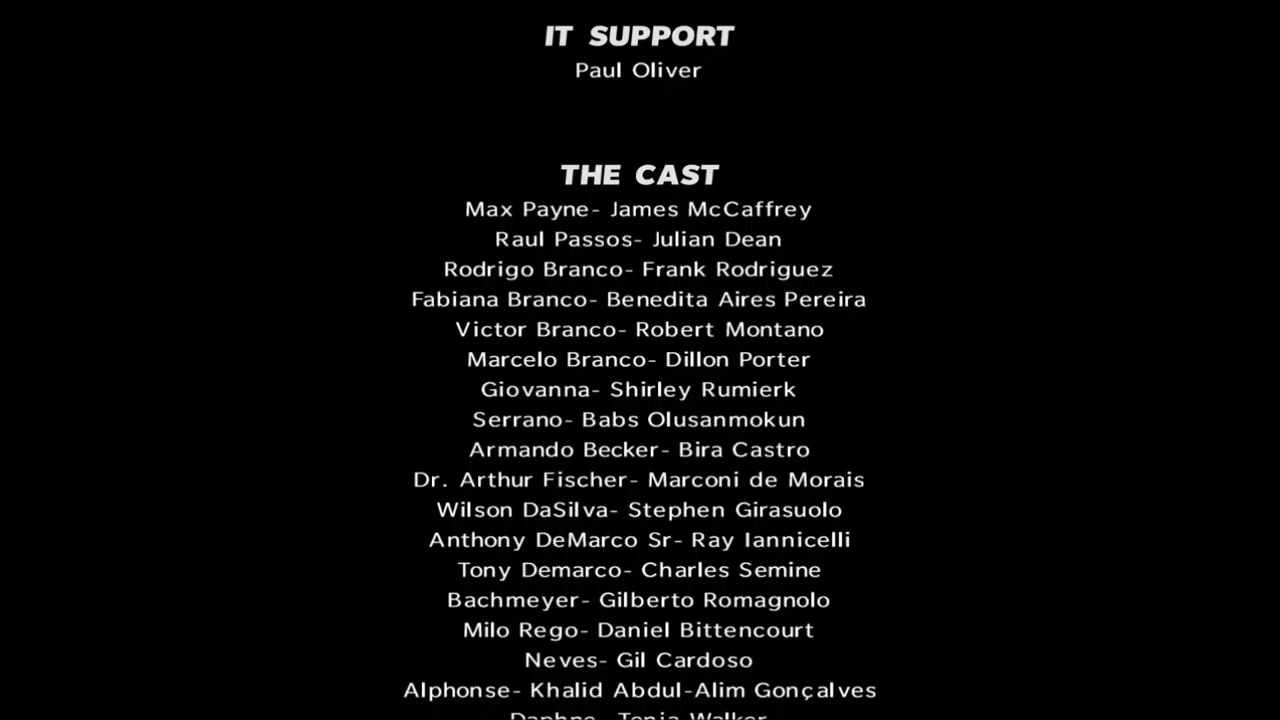 IT SUPPORT
Paul Oliver
THE CAST
Max Payne- James McCaffrey
Raul Passos- Julian Dean
Rodrigo Branco- Frank Rodriguez
Fabiana Branco- Benedita Aires Pereira
Victor Branco- Robert Montano
Marcelo Branco- Dillon Porter
Giovanna- Shirley Rumierk
Serrano- Babs Olusanmokun
Armando Becker- Bira Castro
Dr. Arthur Fischer- Marconi de Morais
Wilson DaSilva- Stephen Girasuolo
Anthony DeMarco Sr- Ray Iannicelli
Tony Demarco- Charles Semine
Bachmeyer- Gilberto Romagnolo
Milo Rego- Daniel Bittencourt
Neves- Gil Cardoso
Alphonse- Khalid Abdul-Alim Gonçalves
Daphne- Tonia Walker